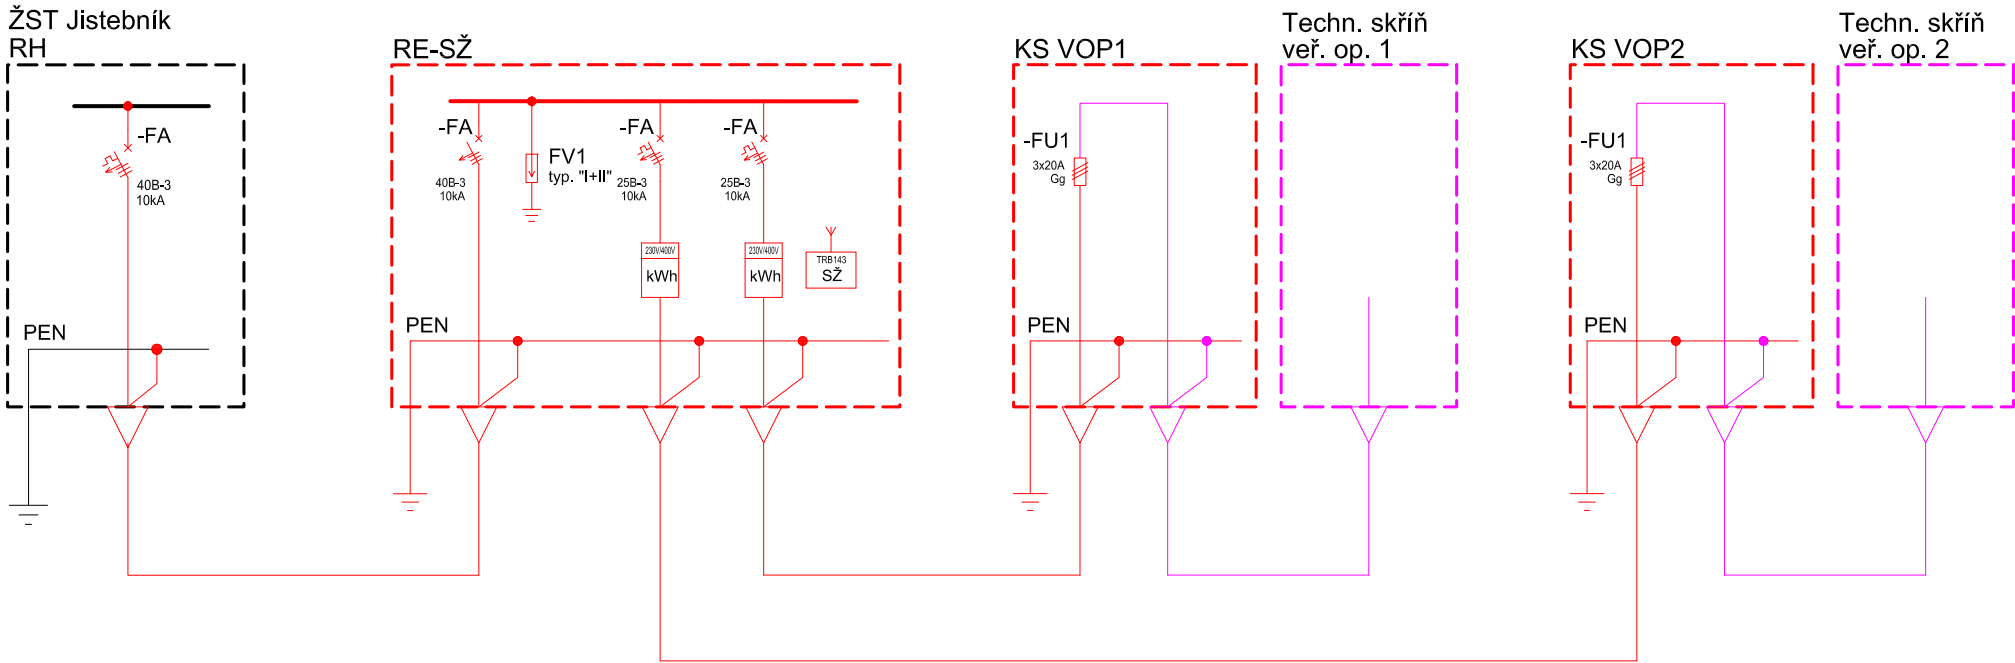 ŽST Jistebník
RH
-FA
40B-3
10kA
PEN
RE-SŽ
-FA
40B-3
10kA
FV1
typ. "I+II"
-FA
25B-3
10kA
230V/400V
kWh
-FA
25B-3
10kA
230V/400V
kWh
TRB143
SŽ
PEN
KS VOP1
-FU1
3x20A
Gg
PEN
Techn. skříň
veř. op. 1
KS VOP2
-FU1
3x20A
Gg
PEN
Techn. skříň
veř. op. 2